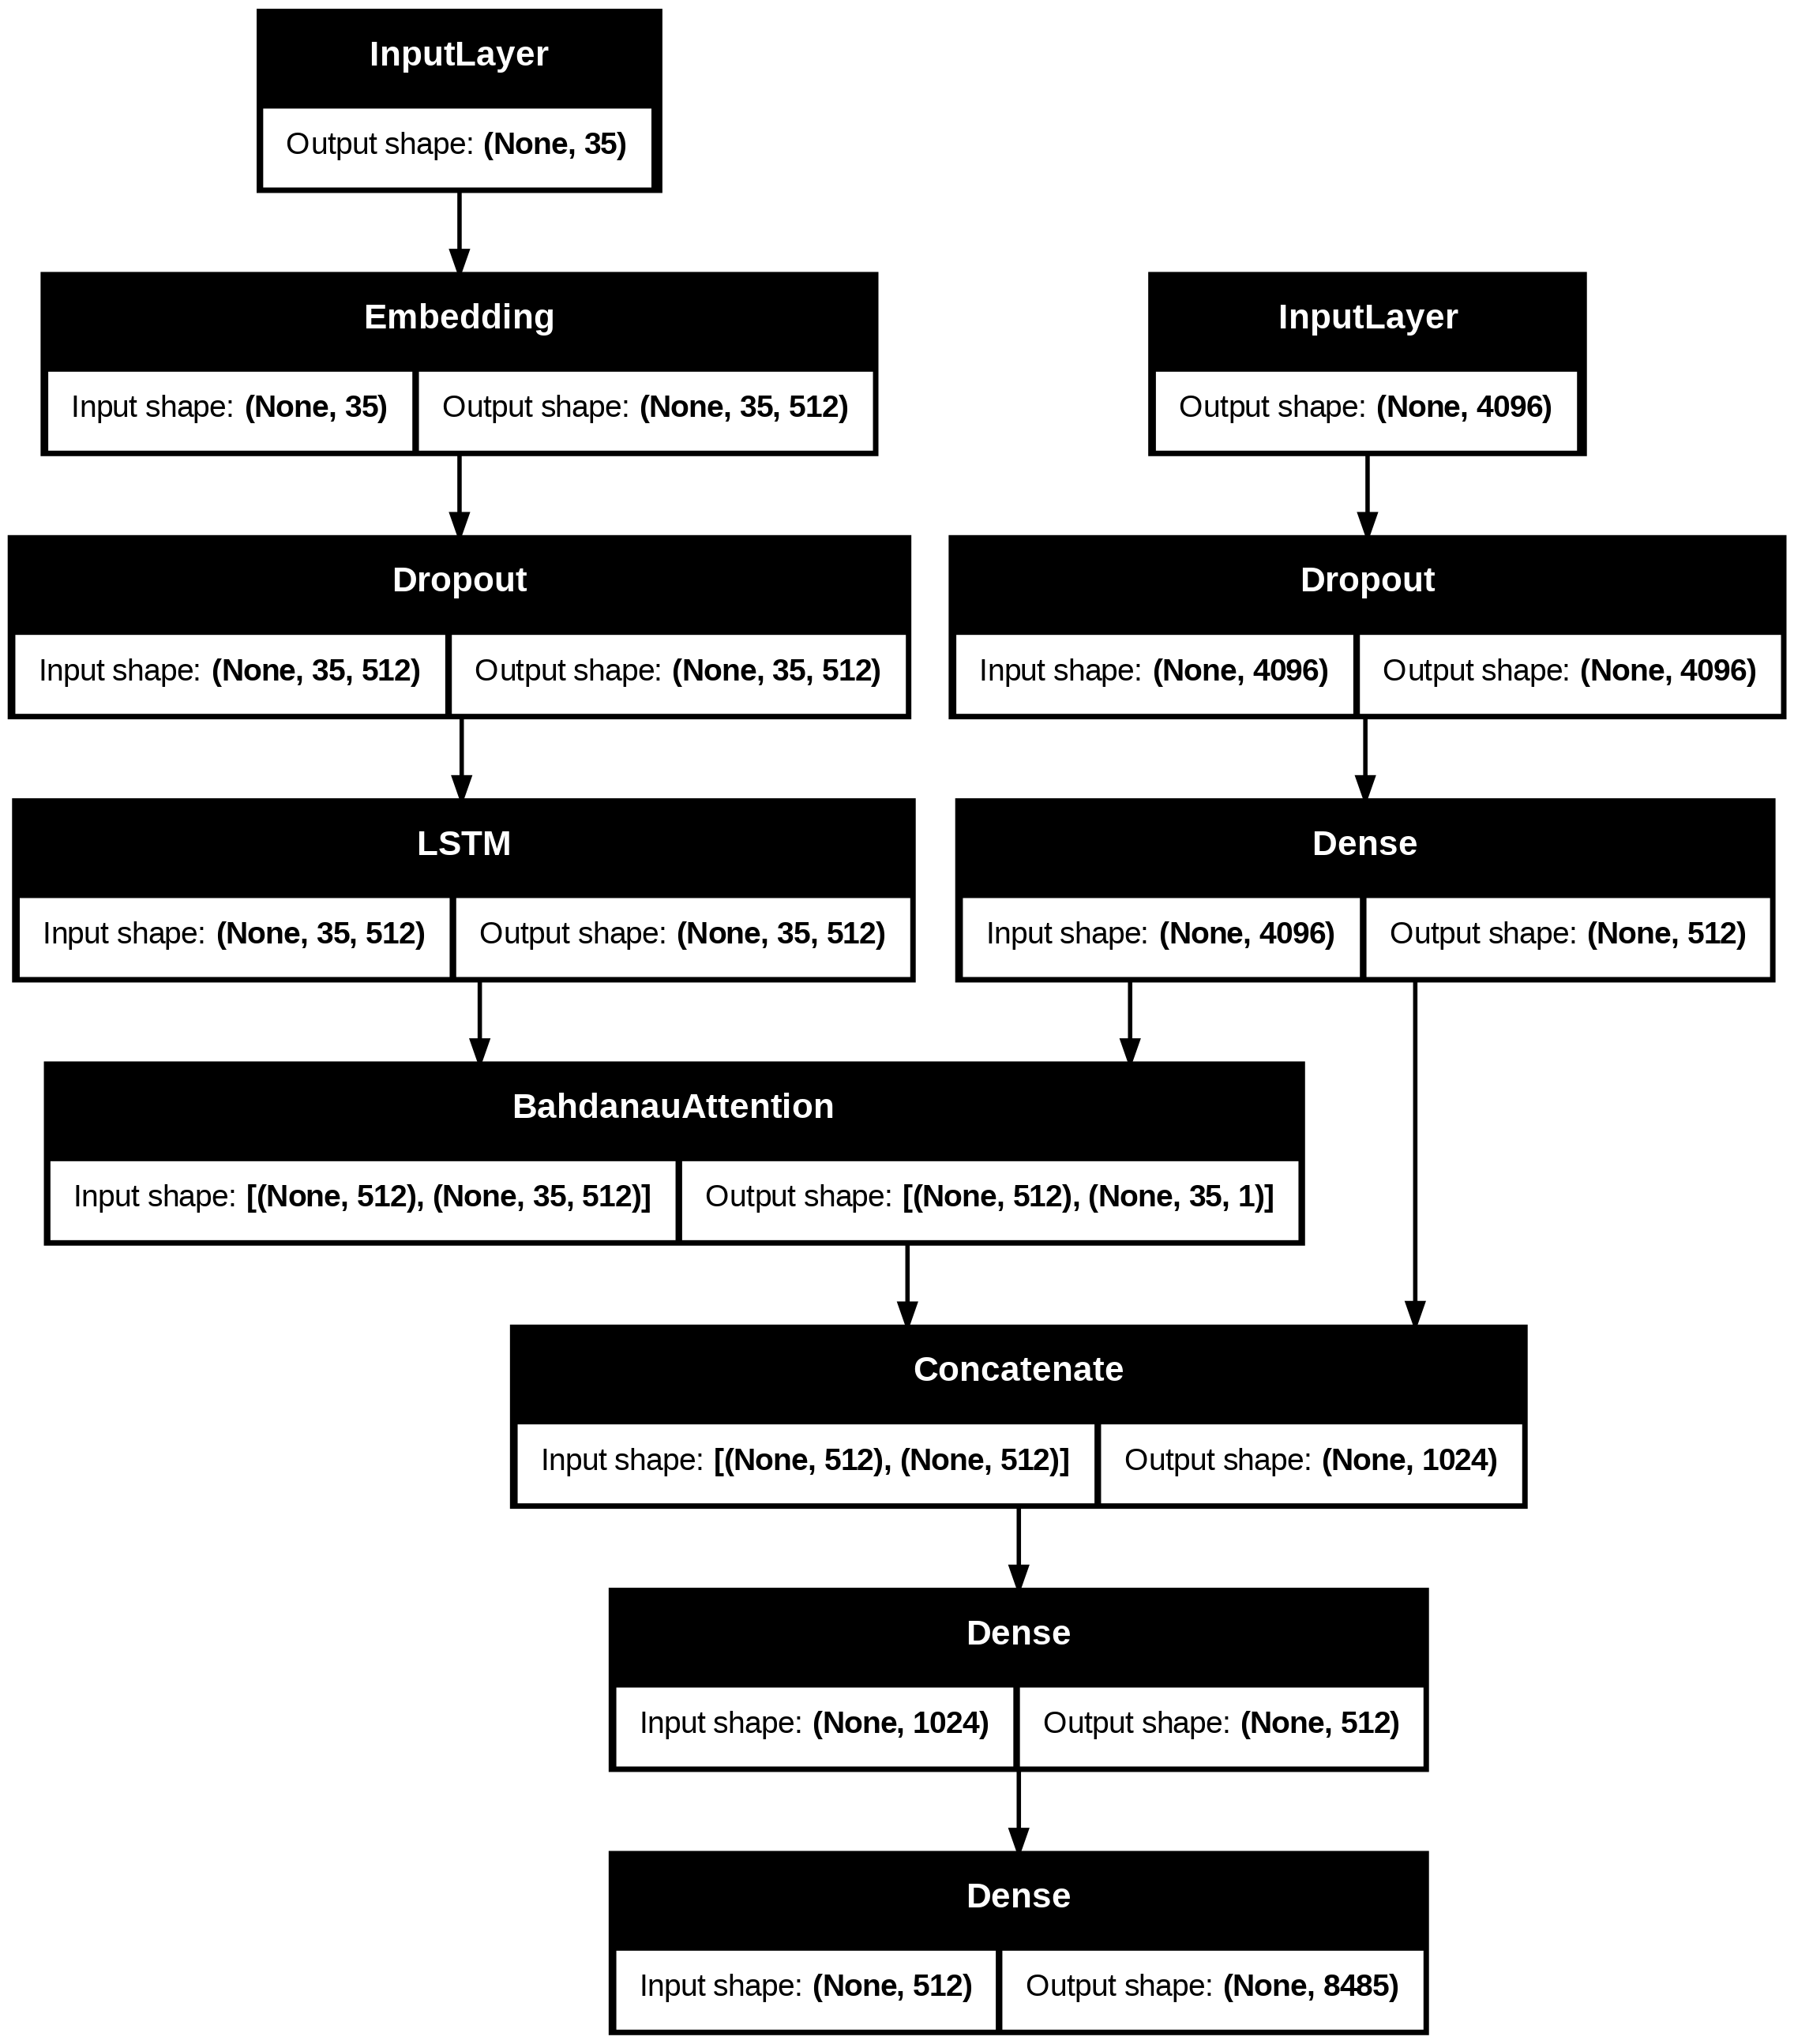 InputLayer
Output shape: (None, 35)
Embedding
Input shape: (None, 35) Output shape: (None, 35, 512)
InputLayer
Output shape: (None, 4096)
Dropout
Input shape: (None, 35, 512) Output shape: (None, 35, 512)
Dropout
Input shape: (None, 4096) Output shape: (None, 4096)
LSTM
Input shape: (None, 35, 512) Output shape: (None, 35, 512)
Dense
Input shape: (None, 4096) Output shape: (None, 512)
BahdanauAttention
Input shape: [(None, 512), (None, 35, 512)] Output shape: [(None, 512), (None, 35, 1)]
Concatenate
Input shape: [(None, 512), (None, 512)] Output shape: (None, 1024)
Dense
Input shape: (None, 1024) Output shape: (None, 512)
Dense
Input shape: (None, 512) Output shape: (None, 8485)